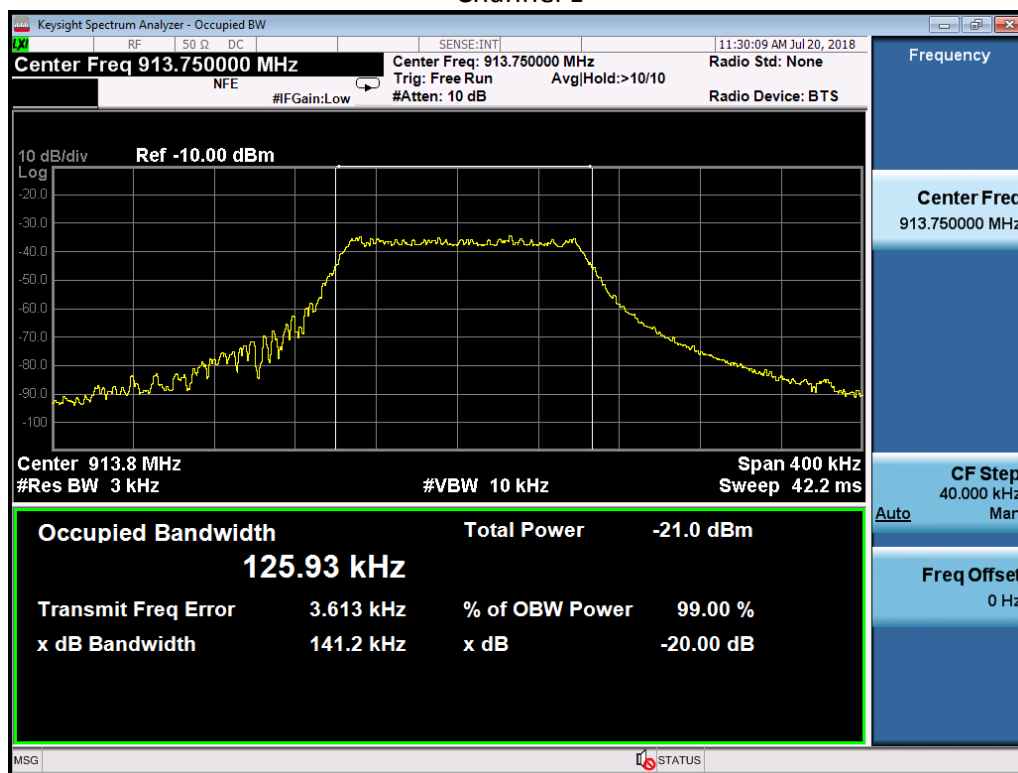 Channel 1
Keysight Spectrum Analyzer - Occupied BW
LXI RF 50 Ω DC SENSE:INT 11:30:09 AM Jul 20, 2018
Center Freq 913.750000 MHz Center Freq: 913.750000 MHz Radio Std: None
NFE Trig: Free Run Avg|Hold:>10/10
#IFGain:Low #Atten: 10 dB Radio Device: BTS
10 dB/div Ref -10.00 dBm
Log
-20.0
-30.0
-40.0
-50.0
-60.0
-70.0
-80.0
-90.0
-100
Center 913.8 MHz Span 400 kHz
#Res BW 3 kHz #VBW 10 kHz Sweep 42.2 ms
Occupied Bandwidth Total Power -21.0 dBm
125.93 kHz
Transmit Freq Error 3.613 kHz % of OBW Power 99.00 %
x dB Bandwidth 141.2 kHz x dB -20.00 dB
Frequency
Center Freq
913.750000 MHz
CF Step
40.000 kHz
Auto Man
Freq Offset
0 Hz
MSG STATUS